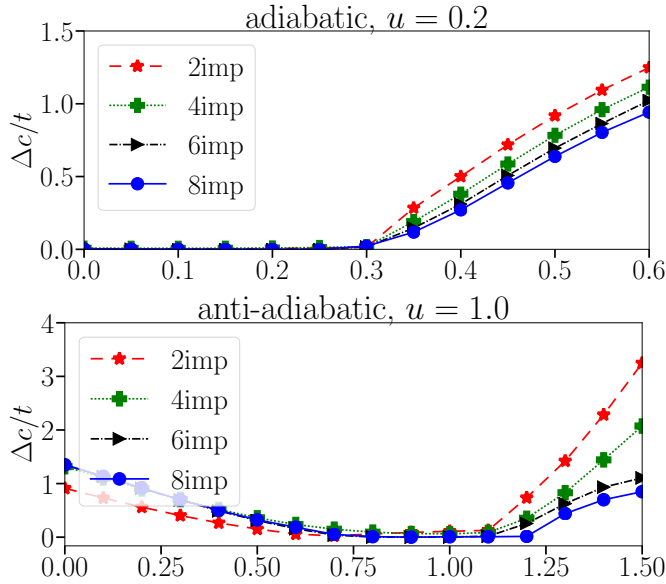 adiabatic, u = 0.2
Δc/t
1.5
1.0
0.5
0.0
2imp
4imp
6imp
8imp
0.0 0.1 0.2 0.3 0.4 0.5 0.6
anti-adiabatic, u = 1.0
Δc/t
4
3
2
1
0
2imp
4imp
6imp
8imp
0.00 0.25 0.50 0.75 1.00 1.25 1.50